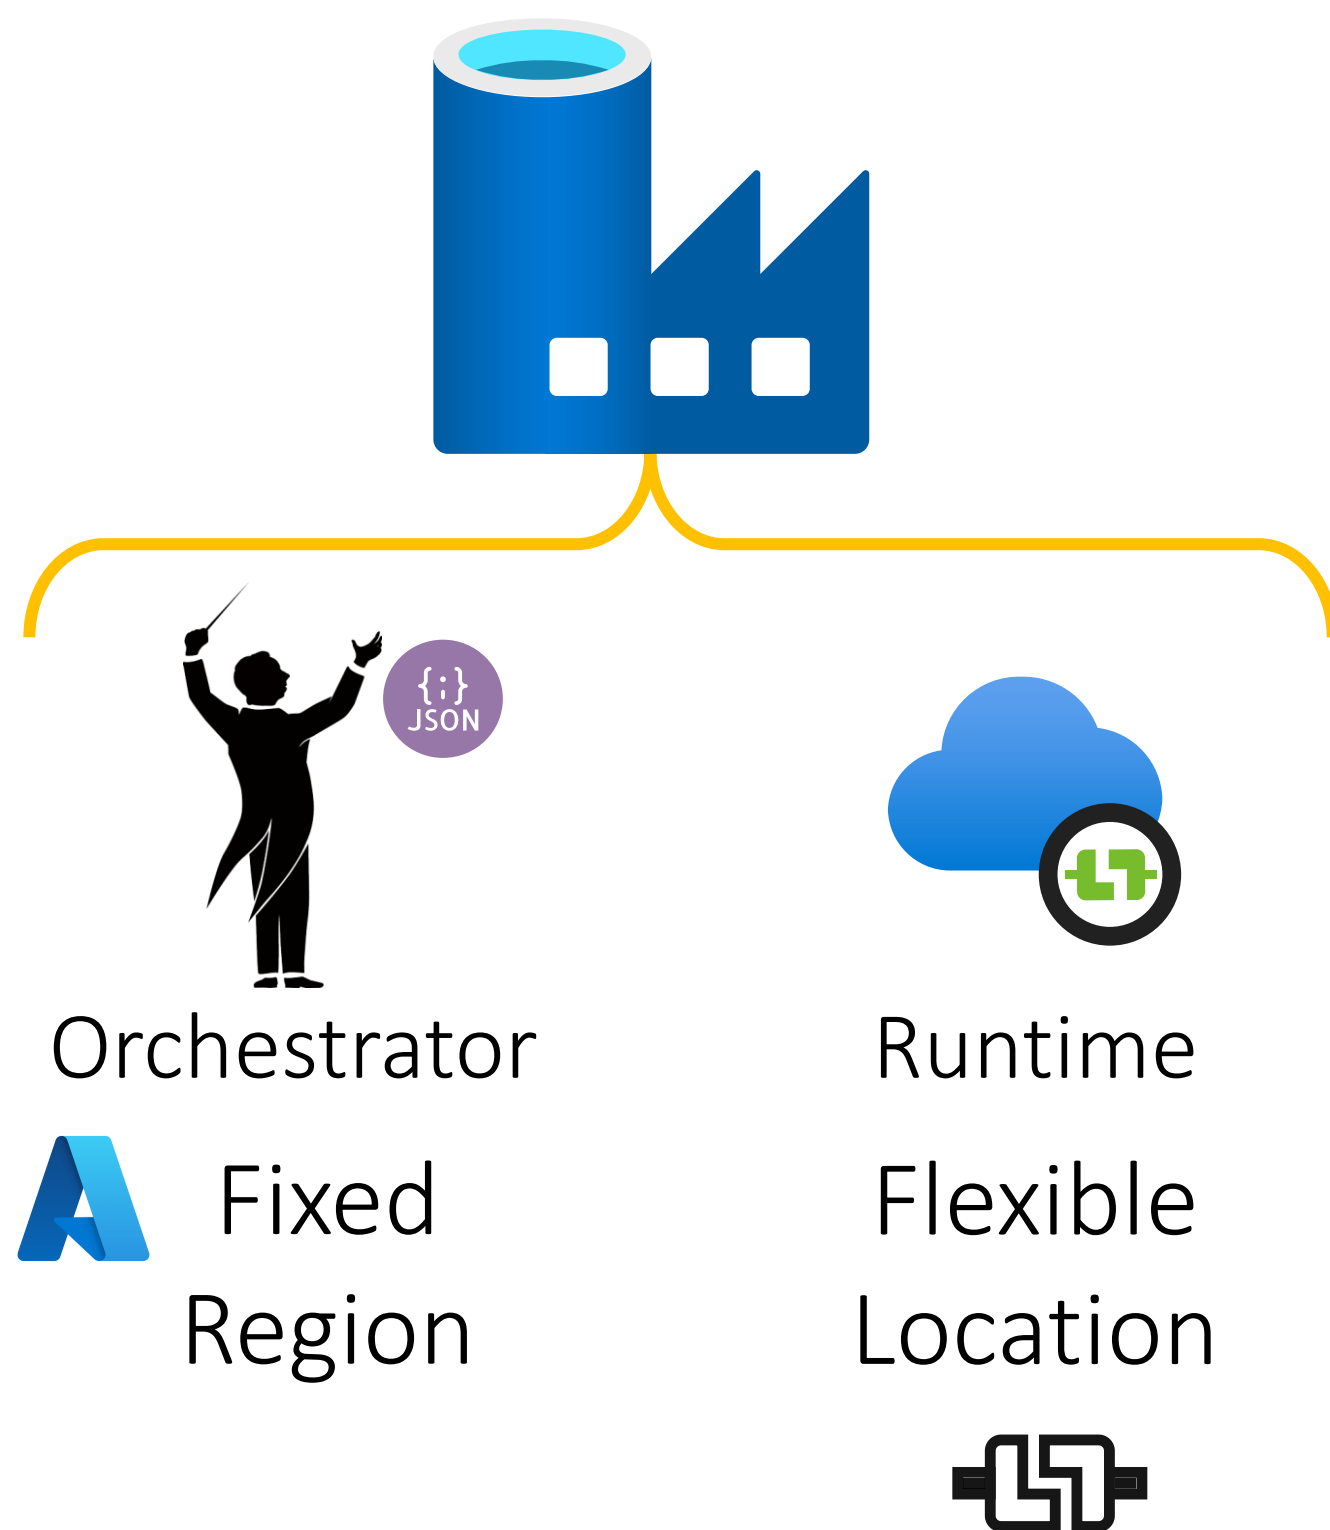 {;}
JSON
Orchestrator
Runtime
Fixed
Region
Flexible
Location